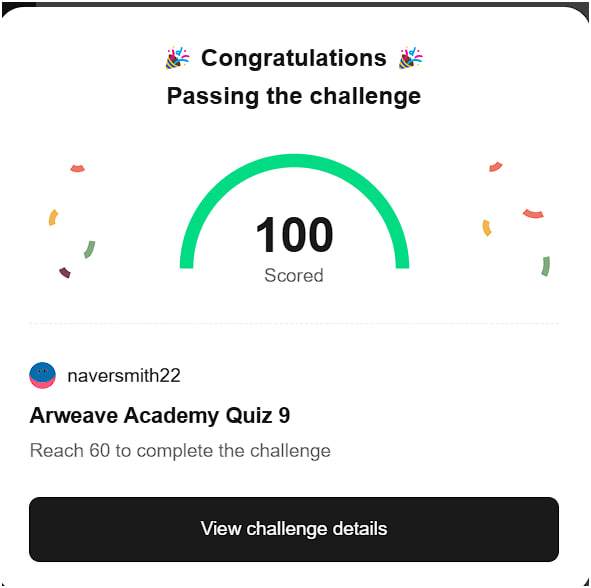 🎉 Congratulations 🎉
Passing the challenge
100
Scored
naversmith22
Arweave Academy Quiz 9
Reach 60 to complete the challenge
View challenge details